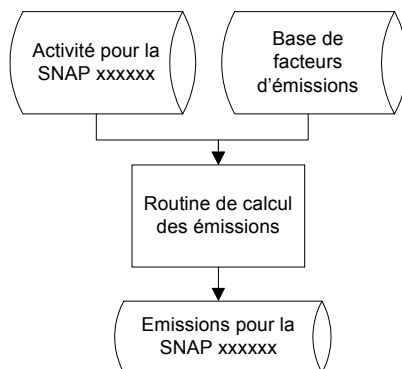 Activité pour la
SNAP xxxxxx
Base de
facteurs
d'émissions
Routine de calcul
des émissions
Emissions pour la
SNAP xxxxxx